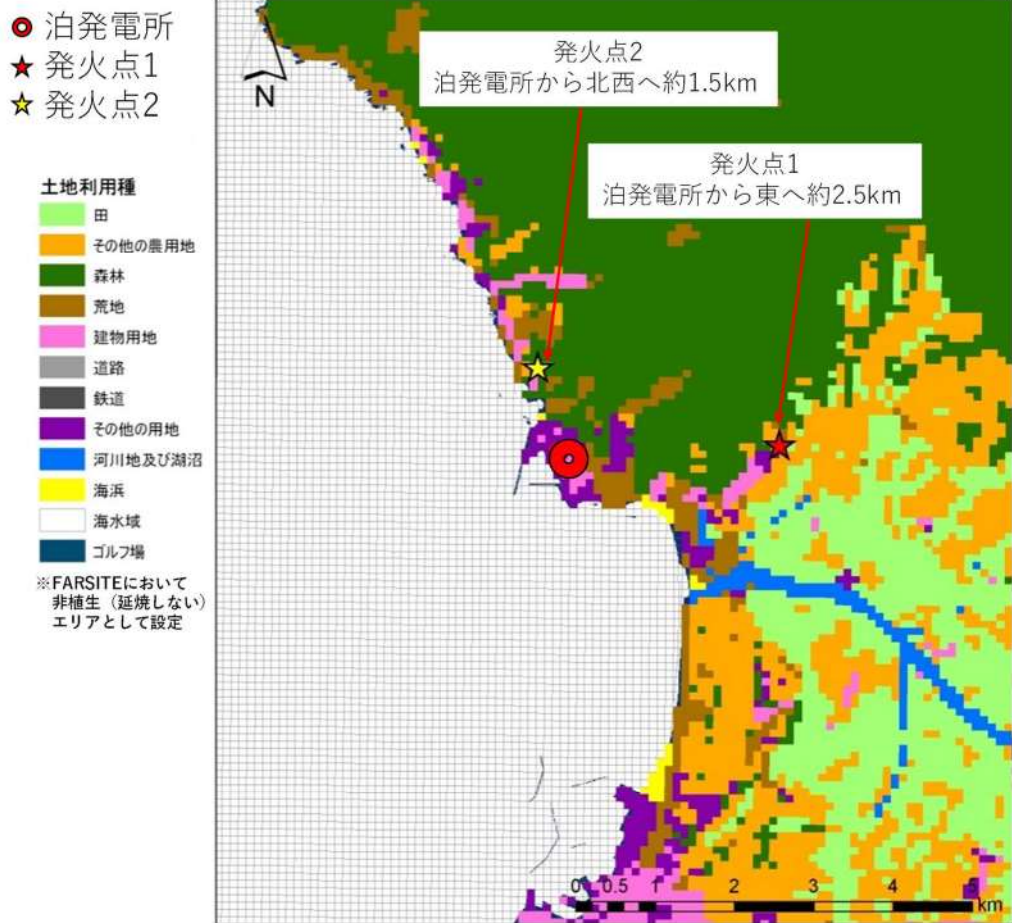 泊発電所
発火点1
発火点2
N
発火点2
泊発電所から北西へ約1.5km
発火点1
泊発電所から東へ約2.5km
土地利用種
田
その他の農用地
森林
荒地
建物用地
道路
鉄道
その他の用地
河川地及び湖沼
海浜
海水域
ゴルフ場
※FARSITEにおいて
非植生（延焼しない）
エリアとして設定
0 0.5 1 2 3 4 5
km